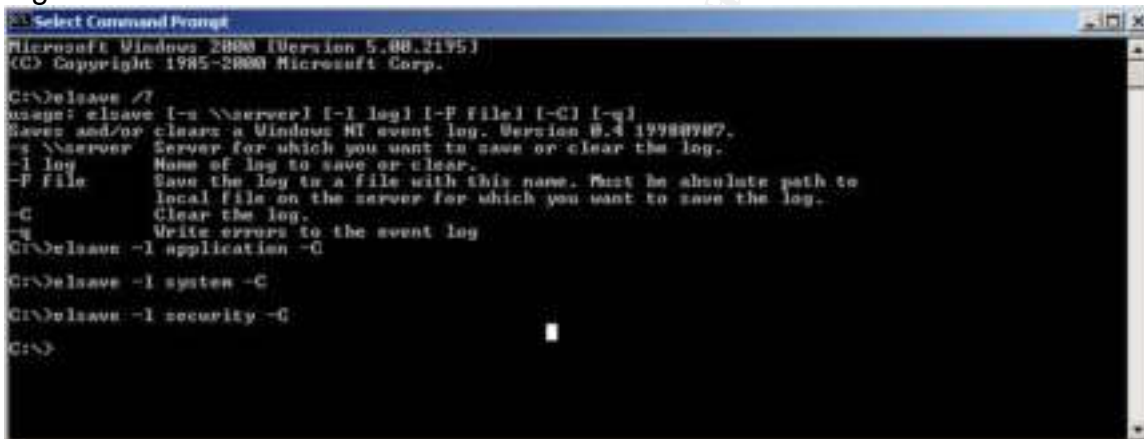 Select Command Prompt
Microsoft Windows 2000 [Version 5.00.2195]
(C) Copyright 1985-2000 Microsoft Corp.
C:\>elsave /?
usage: elsave [-s \\server] [-l log] [-F file] [-C] [-q]
Saves and/or clears a Windows NT event log. Version 0.4 19980907.
-s \\server Server for which you want to save or clear the log.
-l log Name of log to save or clear.
-F file Save the log to a file with this name. Must be absolute path to
local file on the server for which you want to save the log.
-C Clear the log.
-q Write errors to the event log
C:\>elsave -l application -C
C:\>elsave -l system -C
C:\>elsave -l security -C
C:\>